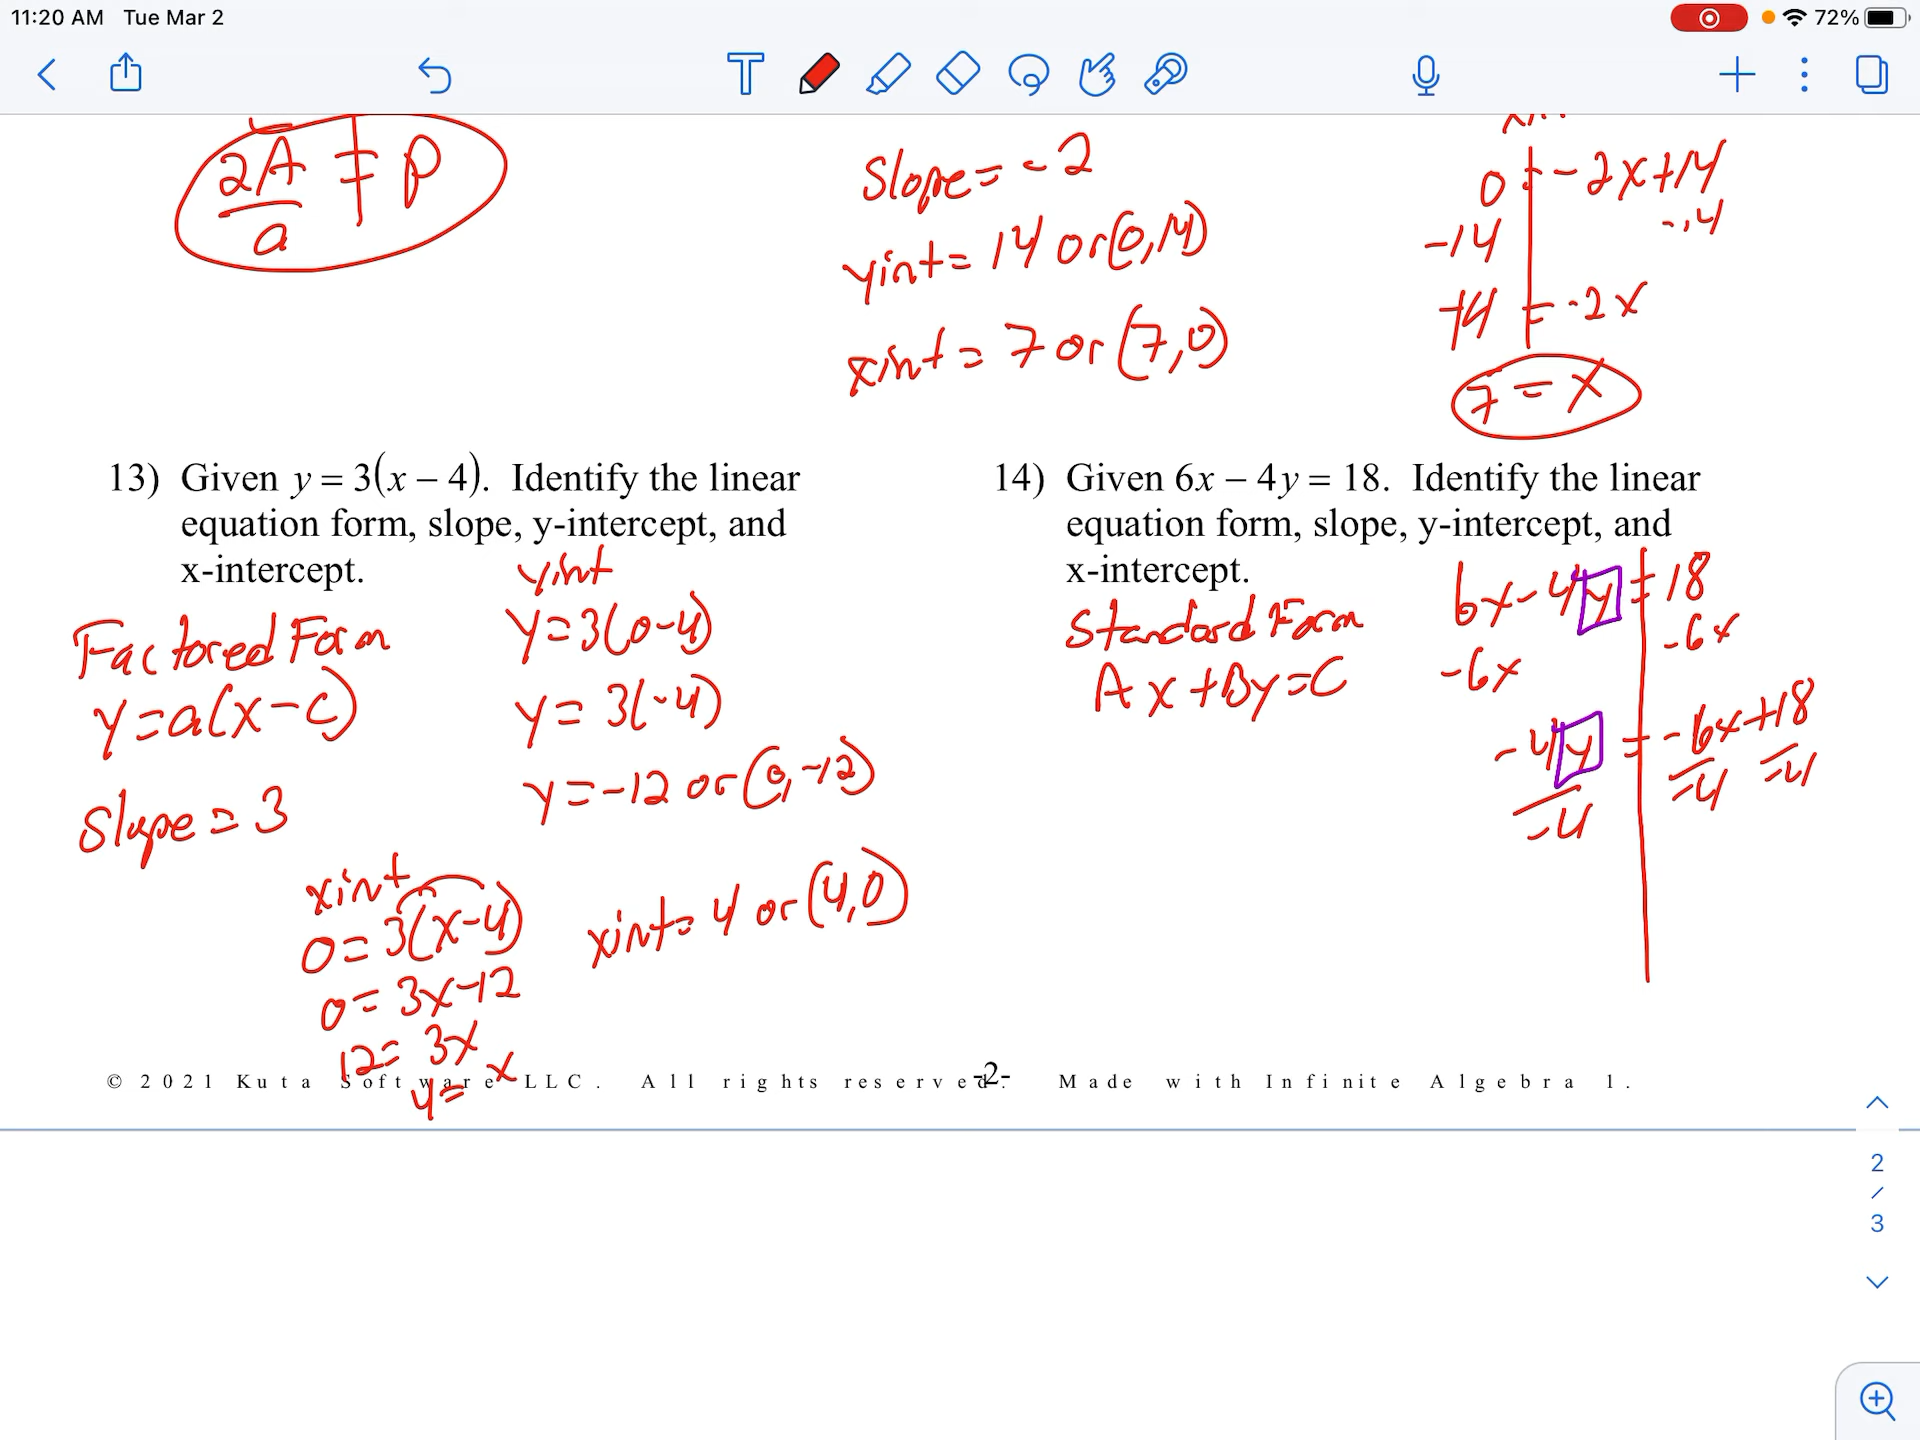 11:20 AM Tue Mar 2
72%
2A/a = P
Slope = -2
yint = 14 or (0,14)
xint = 7 or (7,0)
0 = -2x+14
-14 -14
-14 = -2x
7 = x
13) Given y = 3(x – 4). Identify the linear
equation form, slope, y-intercept, and
x-intercept.
Factored Form
y=a(x-c)
Slope = 3
yint
y=3(0-4)
y= 3(-4)
y=-12 or (0,-12)
xint
0=3(x-4)
0= 3x-12
12= 3x
4= x
xint= 4 or (4,0)
14) Given 6x – 4y = 18. Identify the linear
equation form, slope, y-intercept, and
x-intercept.
Standard Form
Ax+By=C
6x-4y=18
-6x -6x
-4y = -6x+18
-4 -4 -4
© 2021 Kuta Software LLC. All rights reserved. -2- Made with Infinite Algebra 1.
2
/
3